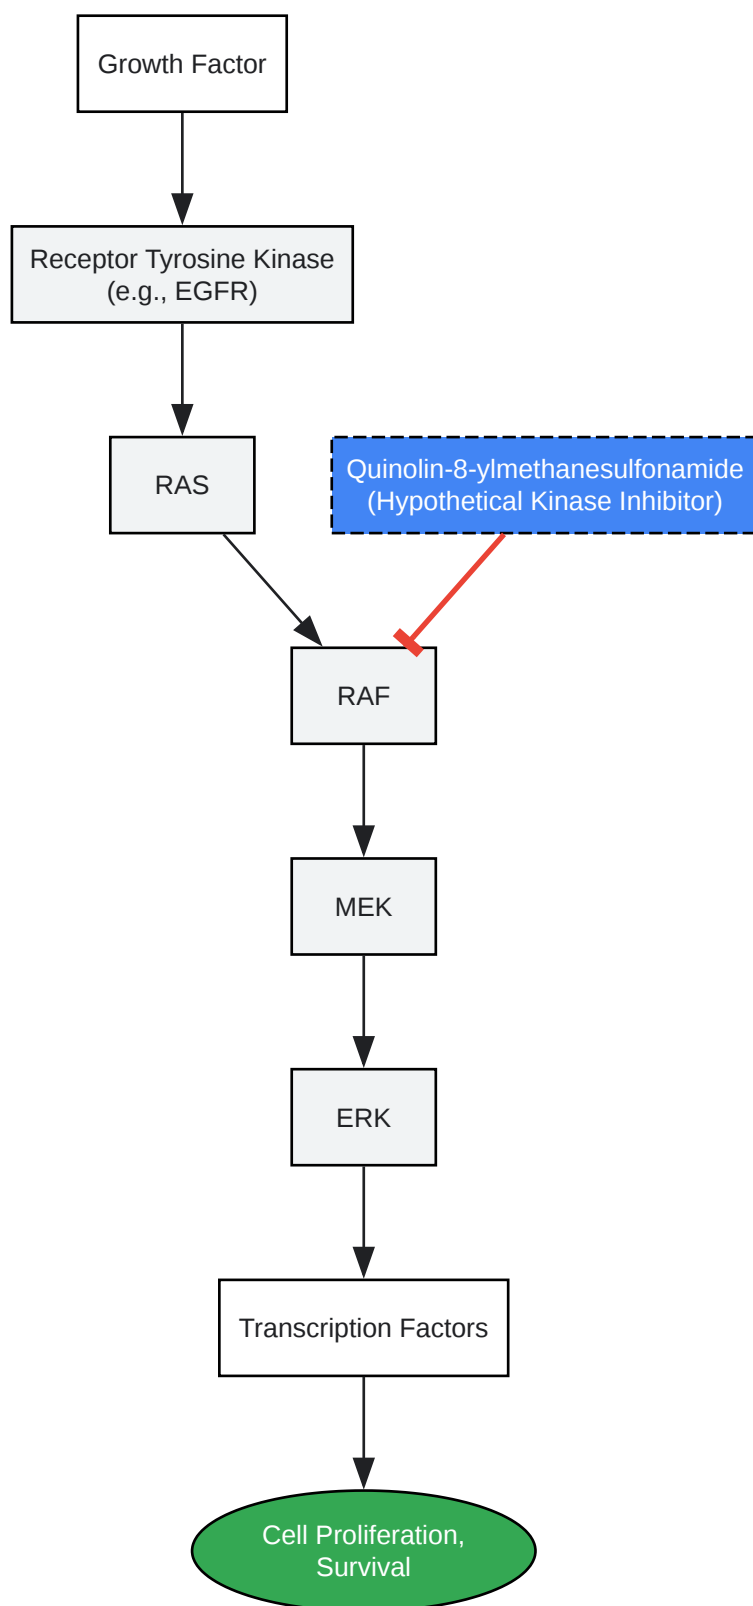 Growth Factor
Receptor Tyrosine Kinase
(e.g., EGFR)
RAS
Quinolin-8-ylmethanesulfonamide
(Hypothetical Kinase Inhibitor)
RAF
MEK
ERK
Transcription Factors
Cell Proliferation,
Survival